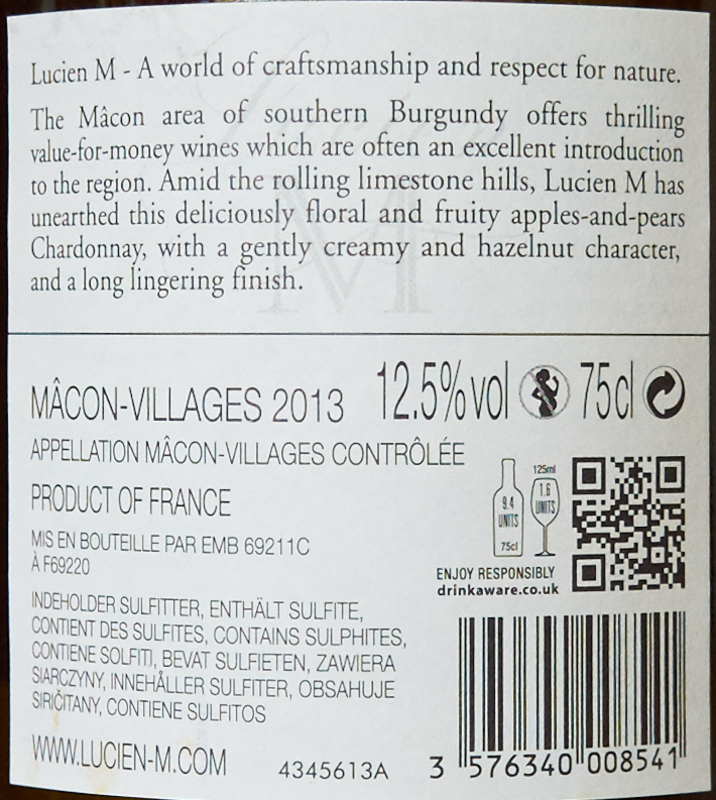 Lucien M - A world of craftsmanship and respect for nature.
The Mâcon area of southern Burgundy offers thrilling
value-for-money wines which are often an excellent introduction
to the region. Amid the rolling limestone hills, Lucien M has
unearthed this deliciously floral and fruity apples-and-pears
Chardonnay, with a gently creamy and hazelnut character,
and a long lingering finish.
MÂCON-VILLAGES 2013 12.5%vol 75cl
APPELLATION MÂCON-VILLAGES CONTRÔLÉE
PRODUCT OF FRANCE
MIS EN BOUTEILLE PAR EMB 69211C
À F69220
125ml
9.4
UNITS
75cl
1.6
UNITS
ENJOY RESPONSIBLY
drinkaware.co.uk
INDEHOLDER SULFITTER, ENTHÄLT SULFITE,
CONTIENT DES SULFITES, CONTAINS SULPHITES,
CONTIENE SOLFITI, BEVAT SULFIETEN, ZAWIERA
SIARCZYNY, INNEHÅLLER SULFITER, OBSAHUJE
SIRIČITANY, CONTIENE SULFITOS
WWW.LUCIEN-M.COM
4345613A
3 576340 008541